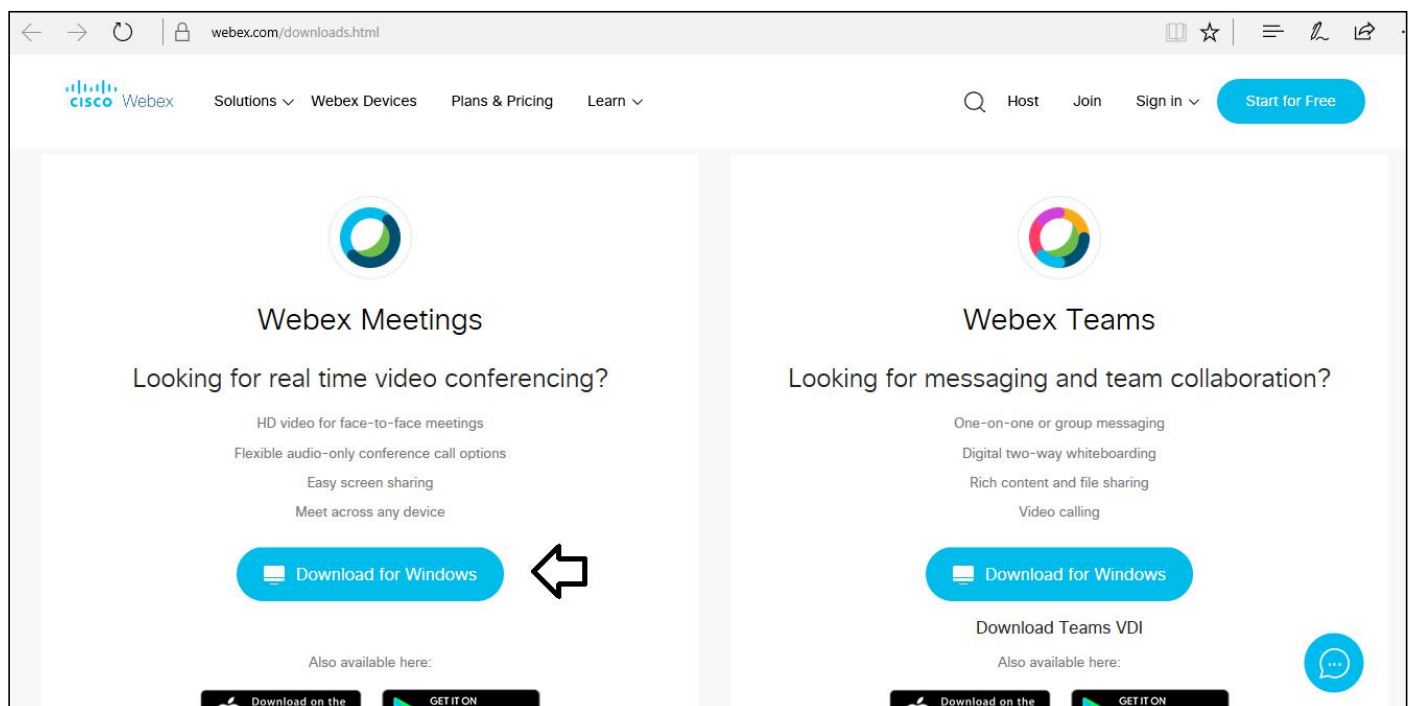 webex.com/downloads.html
CISCO Webex Solutions Webex Devices Plans & Pricing Learn Host Join Sign in Start for Free
Webex Meetings
Looking for real time video conferencing?
HD video for face-to-face meetings
Flexible audio-only conference call options
Easy screen sharing
Meet across any device
Download for Windows
Also available here:
Download on the
GET IT ON
Webex Teams
Looking for messaging and team collaboration?
One-on-one or group messaging
Digital two-way whiteboarding
Rich content and file sharing
Video calling
Download for Windows
Download Teams VDI
Also available here:
Download on the
GET IT ON